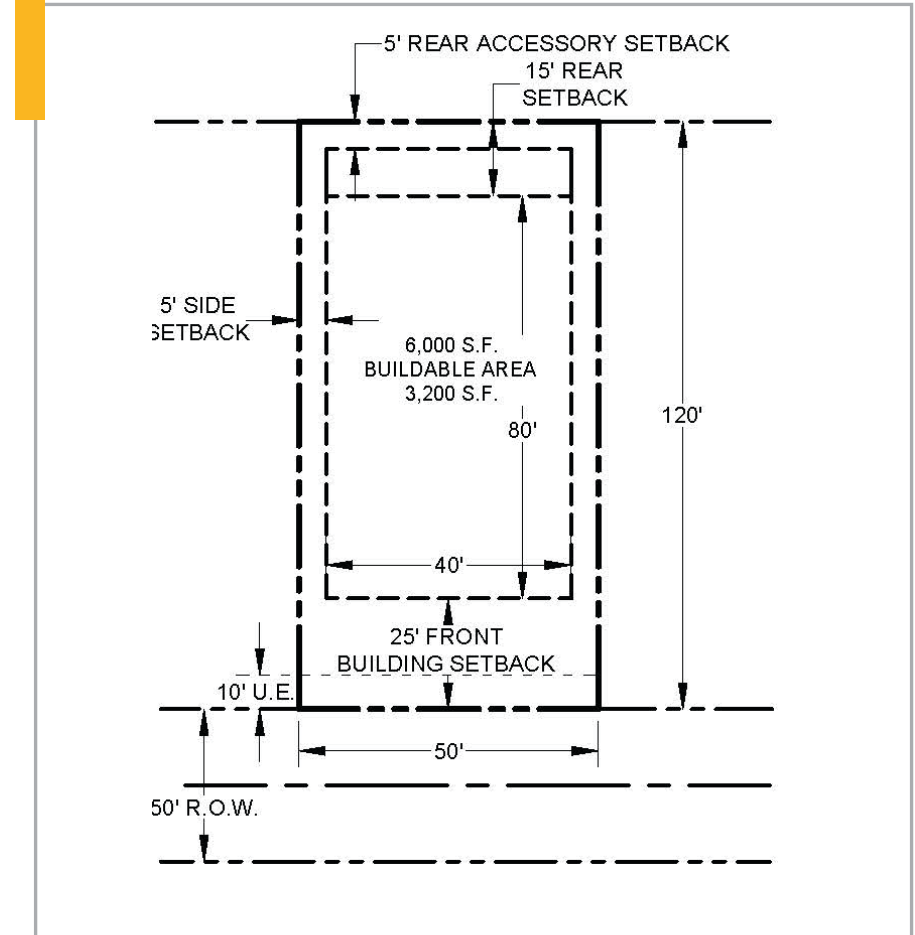 5' REAR ACCESSORY SETBACK
15' REAR
SETBACK
5' SIDE
SETBACK
6,000 S.F.
BUILDABLE AREA
3,200 S.F.
80'
120'
40'
25' FRONT
BUILDING SETBACK
10' U.E.
50'
50' R.O.W.